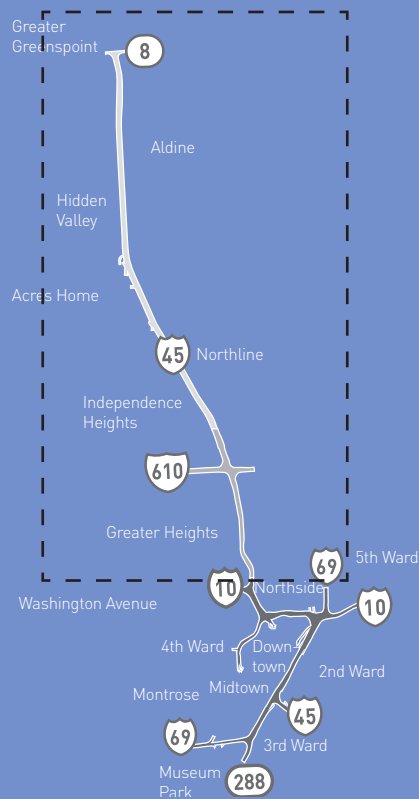 Greater
Greenspoint
8
Aldine
Hidden
Valley
Acres Home
45
Northline
Independence
Heights
610
Greater Heights
69
5th Ward
10
Northside
Washington Avenue
10
4th Ward
Down-
town
2nd Ward
Midtown
Montrose
45
69
3rd Ward
Museum
Park
288